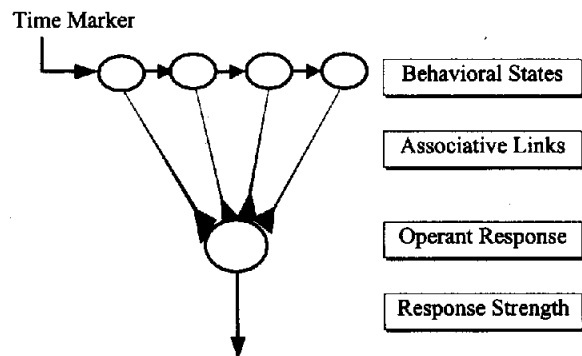 Time Marker
Behavioral States
Associative Links
Operant Response
Response Strength